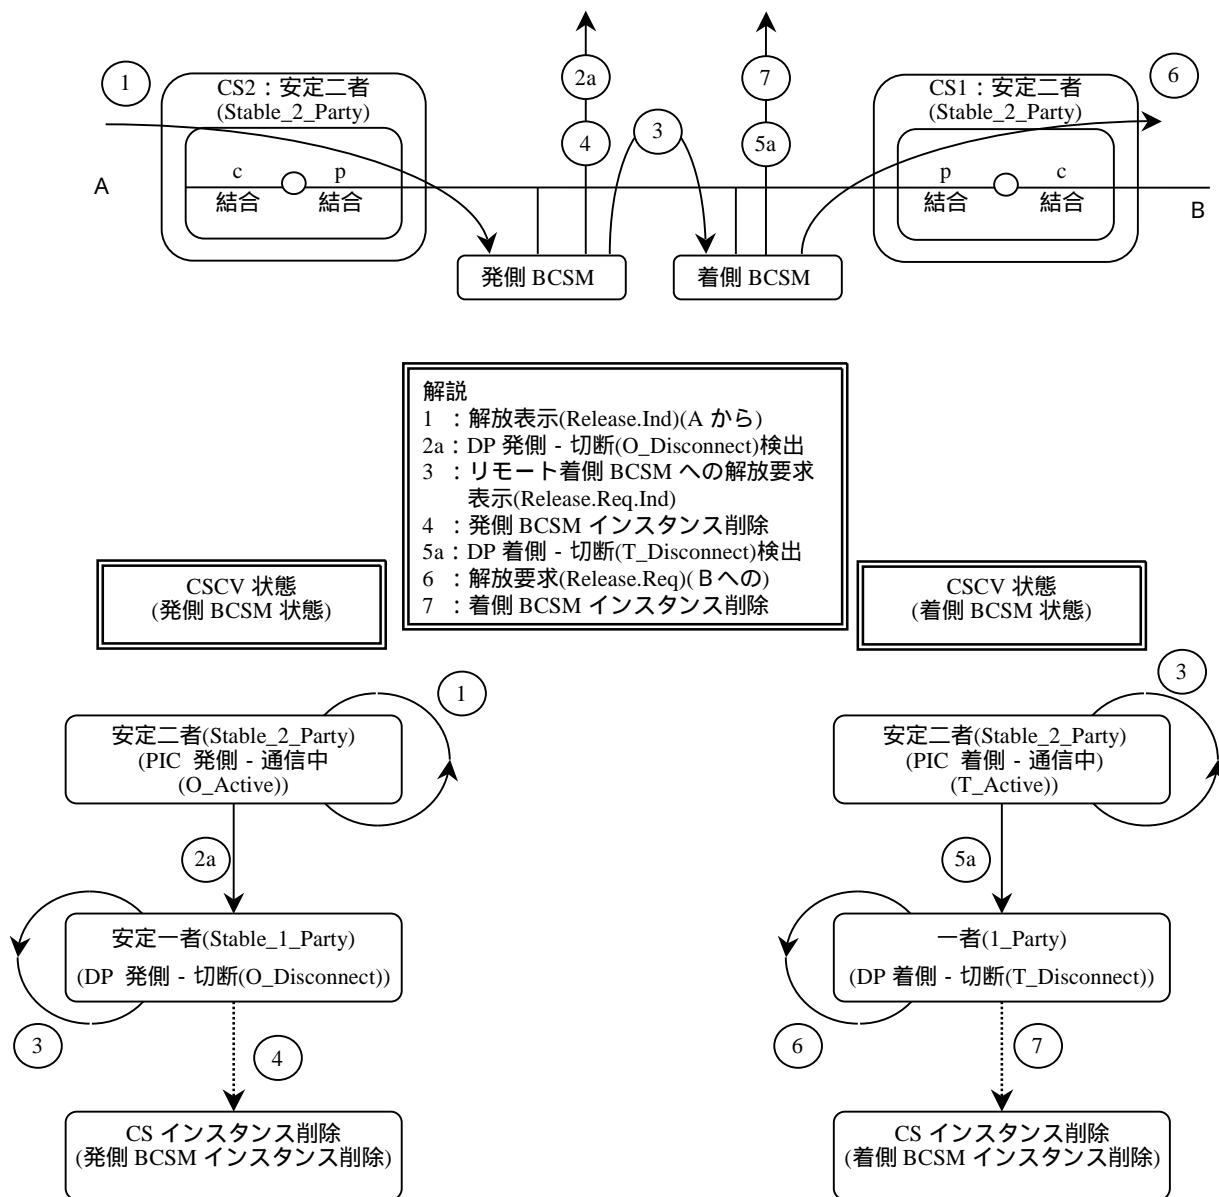 1
CS2：安定二者
(Stable_2_Party)
2a
4
3
7
5a
CS1：安定二者
(Stable_2_Party)
6
A
c
p
結合
結合
p
c
結合
結合
B
発側 BCSM
着側 BCSM
解説
1 ：解放表示(Release.Ind)(A から)
2a：DP 発側 - 切断(O_Disconnect)検出
3 ：リモート着側 BCSM への解放要求
表示(Release.Req.Ind)
4 ：発側 BCSM インスタンス削除
5a：DP 着側 - 切断(T_Disconnect)検出
6 ：解放要求(Release.Req)(Ｂへの)
7 ：着側 BCSM インスタンス削除
CSCV 状態
(発側 BCSM 状態)
CSCV 状態
(着側 BCSM 状態)
1
安定二者(Stable_2_Party)
(PIC 発側 - 通信中
(O_Active))
2a
安定一者(Stable_1_Party)
(DP 発側 - 切断(O_Disconnect))
3
4
CS インスタンス削除
(発側 BCSM インスタンス削除)
3
安定二者(Stable_2_Party)
(PIC 着側 - 通信中)
(T_Active))
5a
一者(1_Party)
(DP 着側 - 切断(T_Disconnect))
6
7
CS インスタンス削除
(着側 BCSM インスタンス削除)